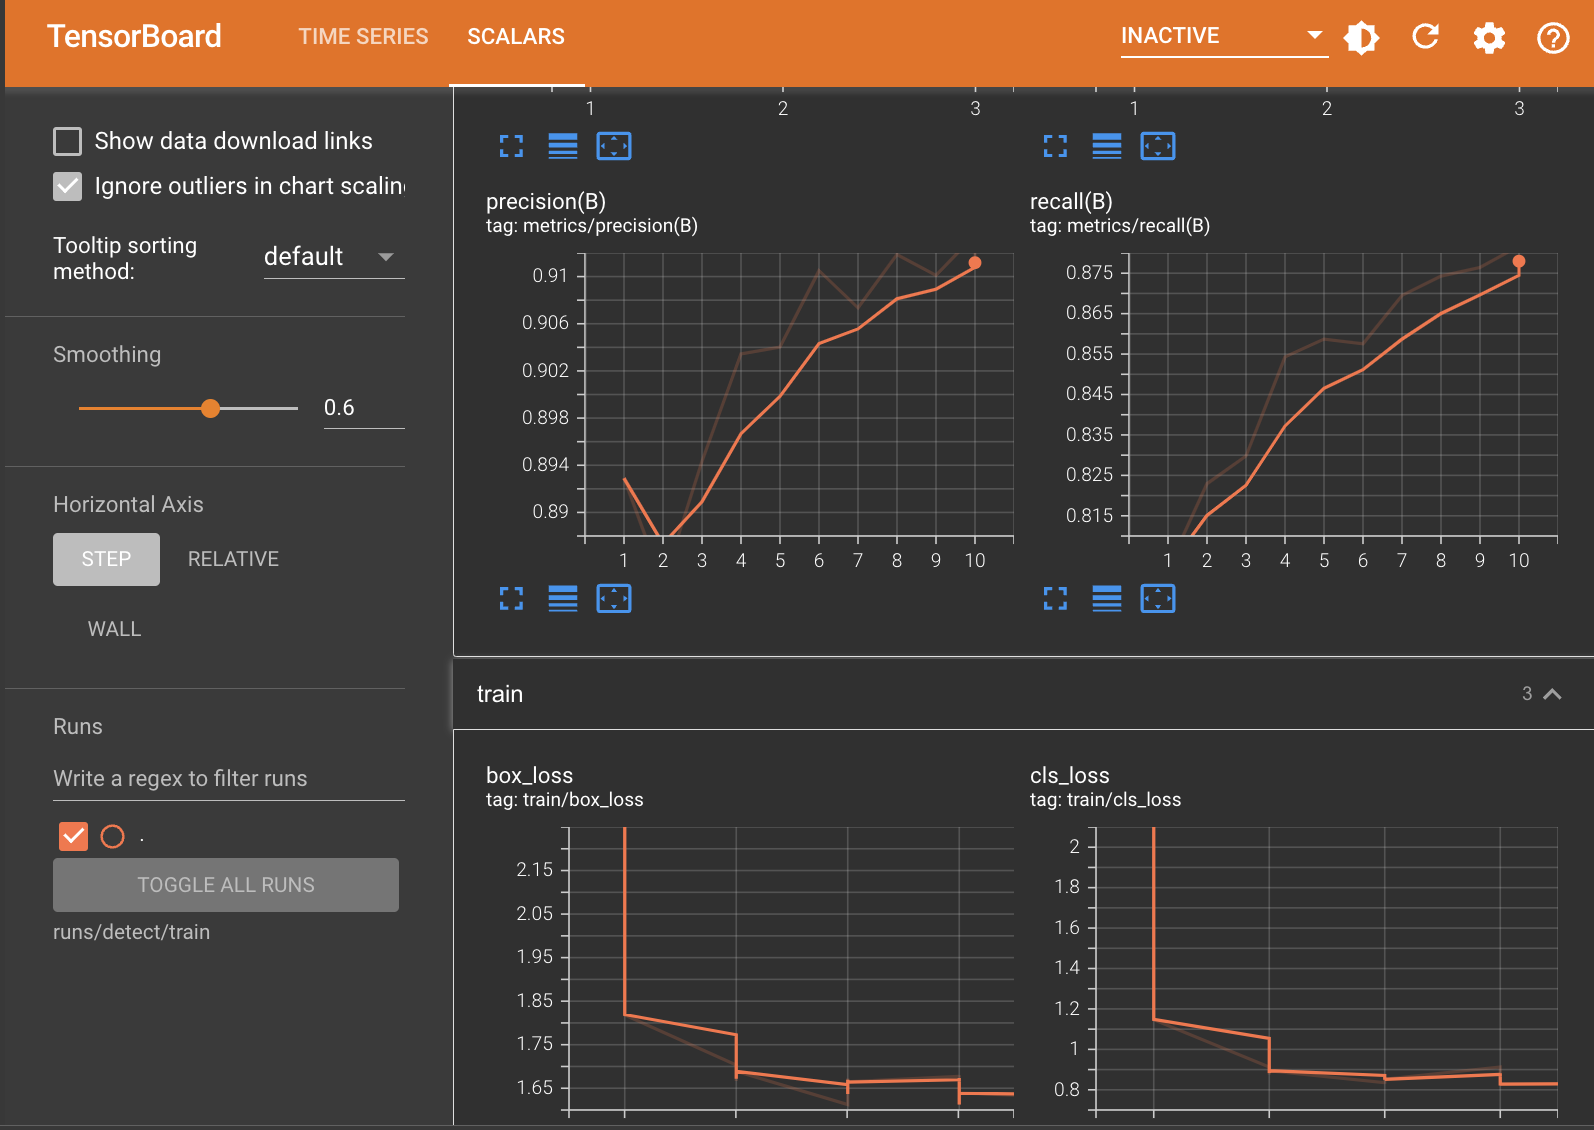 TensorBoard
TIME SERIES
SCALARS
INACTIVE
Show data download links
Ignore outliers in chart scalin
Tooltip sorting
method:
default
Smoothing
0.6
Horizontal Axis
STEP
RELATIVE
WALL
Runs
Write a regex to filter runs
.
TOGGLE ALL RUNS
runs/detect/train
1 2 3
1 2 3
precision(B)
tag: metrics/precision(B)
0.91
0.906
0.902
0.898
0.894
0.89
1 2 3 4 5 6 7 8 9 10
recall(B)
tag: metrics/recall(B)
0.875
0.865
0.855
0.845
0.835
0.825
0.815
1 2 3 4 5 6 7 8 9 10
train
3
box_loss
tag: train/box_loss
2.15
2.05
1.95
1.85
1.75
1.65
cls_loss
tag: train/cls_loss
2
1.8
1.6
1.4
1.2
1
0.8